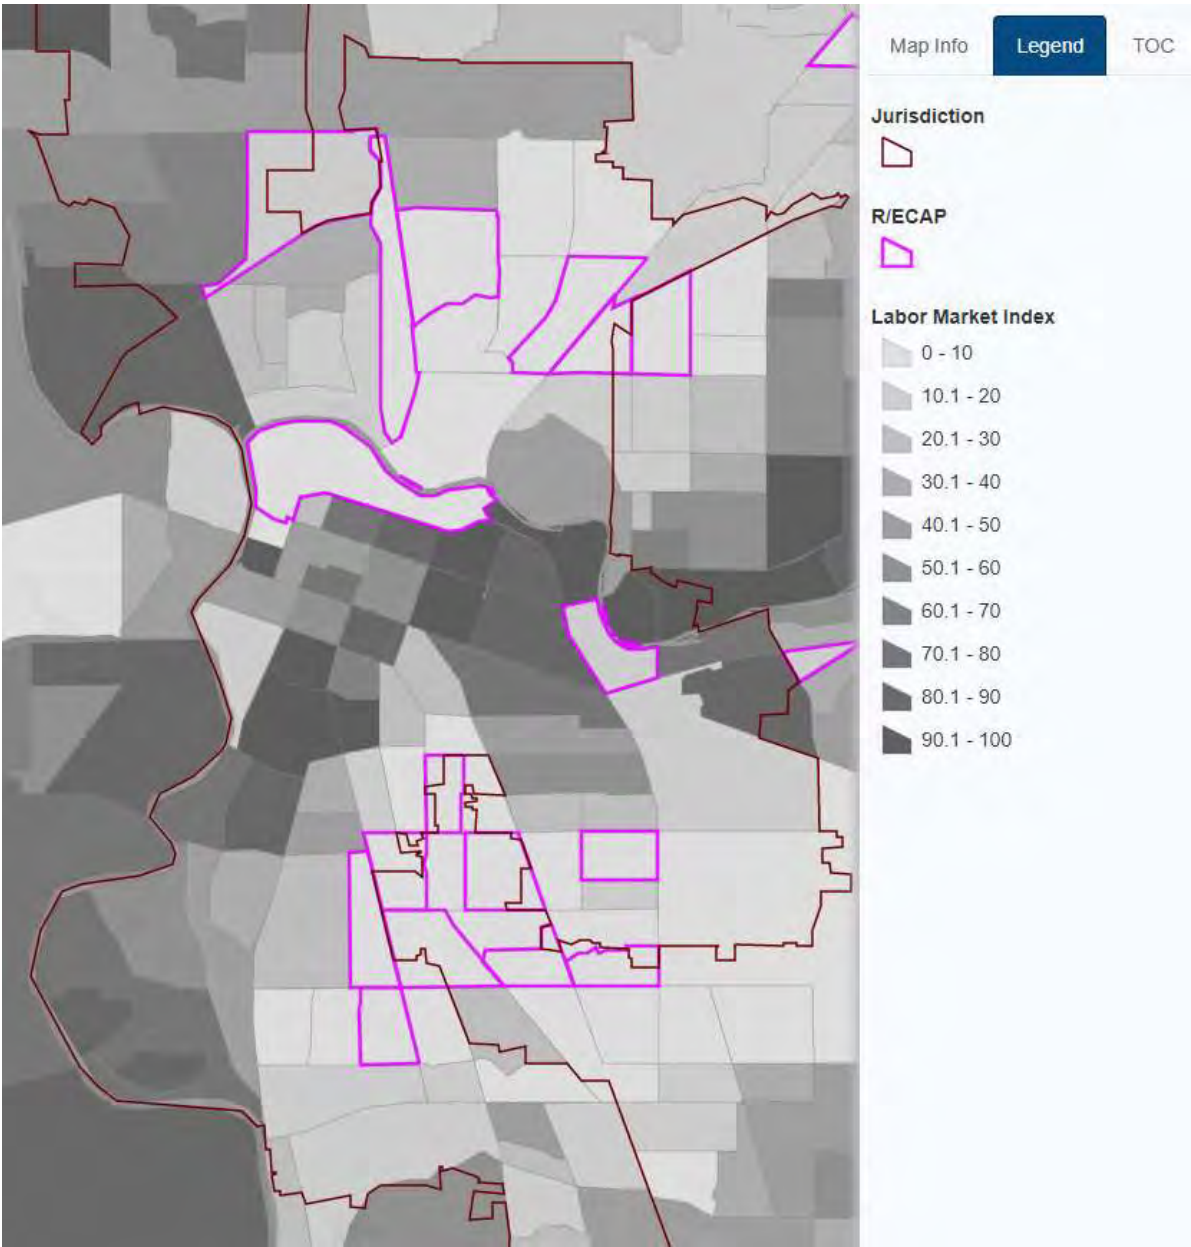 Map Info Legend TOC
Jurisdiction
R/ECAP
Labor Market Index
0 - 10
10.1 - 20
20.1 - 30
30.1 - 40
40.1 - 50
50.1 - 60
60.1 - 70
70.1 - 80
80.1 - 90
90.1 - 100